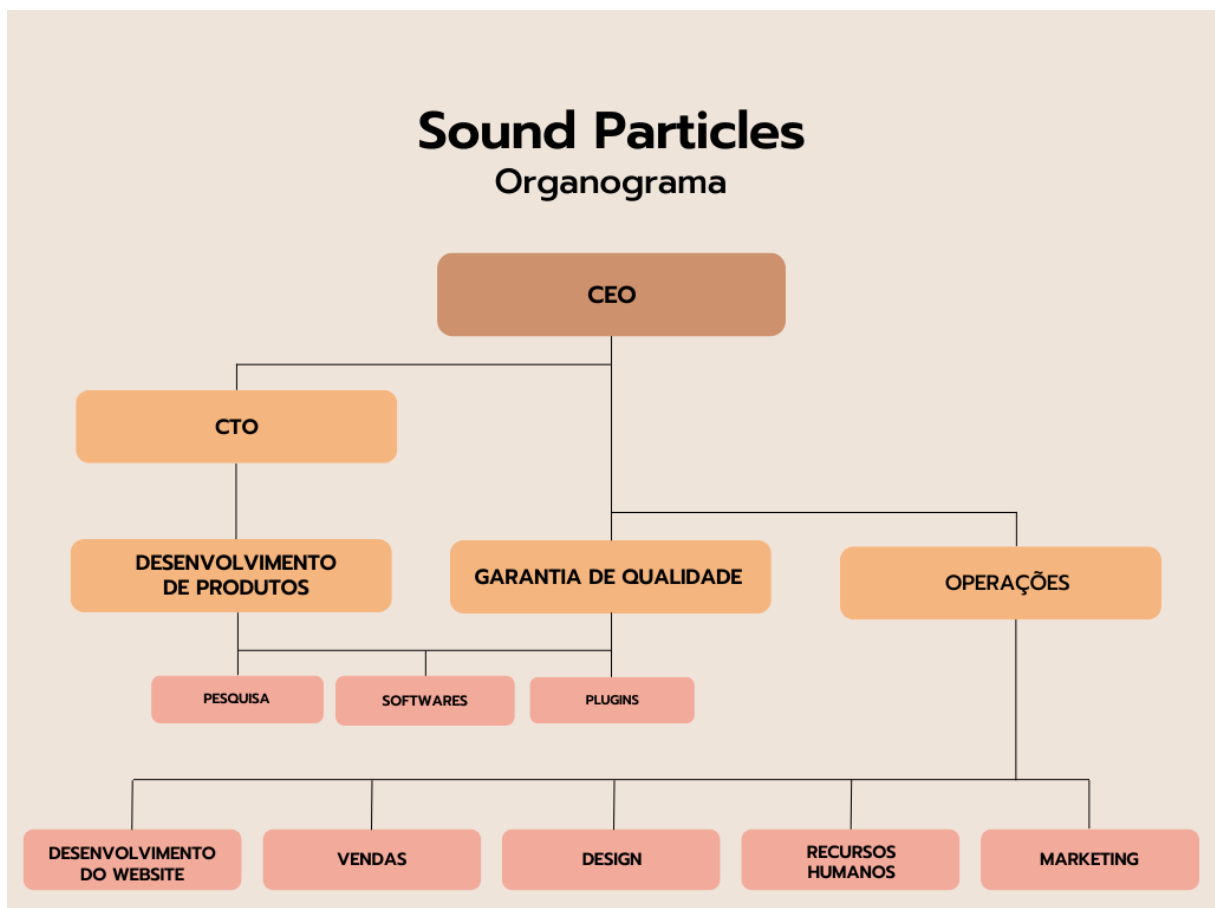 Sound Particles
Organograma
CEO
CTO
DESENVOLVIMENTO
DE PRODUTOS
GARANTIA DE QUALIDADE
OPERAÇÕES
PESQUISA
SOFTWARES
PLUGINS
DESENVOLVIMENTO
DO WEBSITE
VENDAS
DESIGN
RECURSOS
HUMANOS
MARKETING